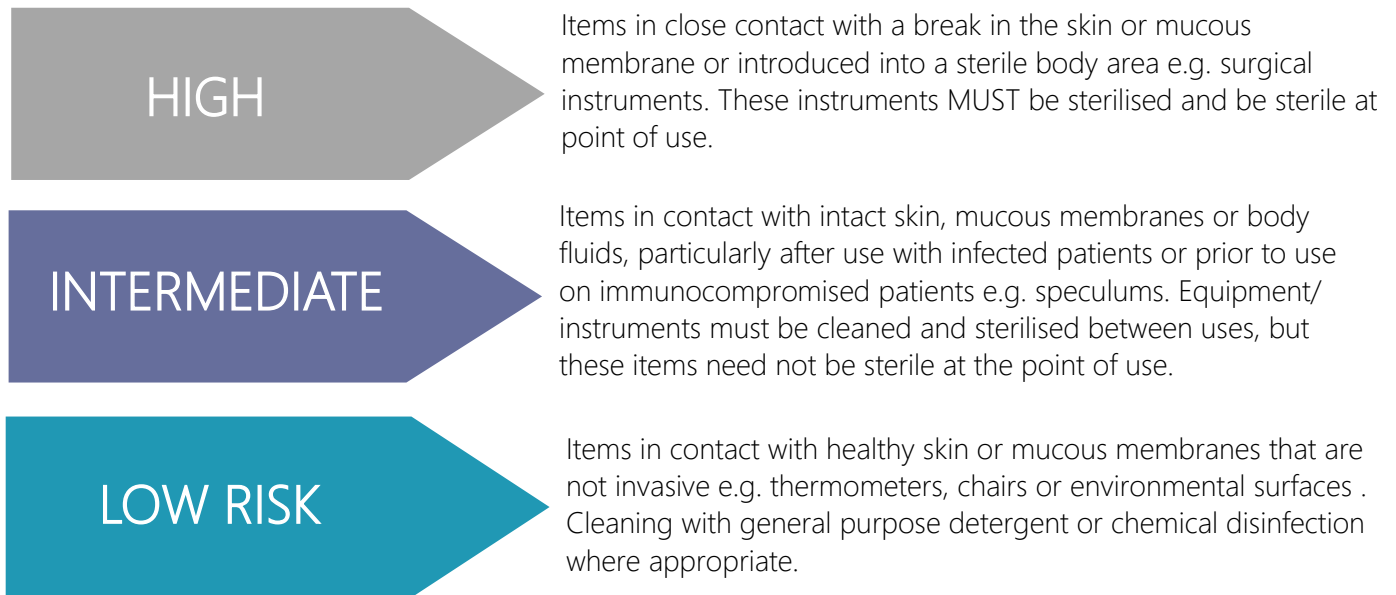 HIGH
Items in close contact with a break in the skin or mucous
membrane or introduced into a sterile body area e.g. surgical
instruments. These instruments MUST be sterilised and be sterile at
point of use.
INTERMEDIATE
Items in contact with intact skin, mucous membranes or body
fluids, particularly after use with infected patients or prior to use
on immunocompromised patients e.g. speculums. Equipment/
instruments must be cleaned and sterilised between uses, but
these items need not be sterile at the point of use.
LOW RISK
Items in contact with healthy skin or mucous membranes that are
not invasive e.g. thermometers, chairs or environmental surfaces .
Cleaning with general purpose detergent or chemical disinfection
where appropriate.